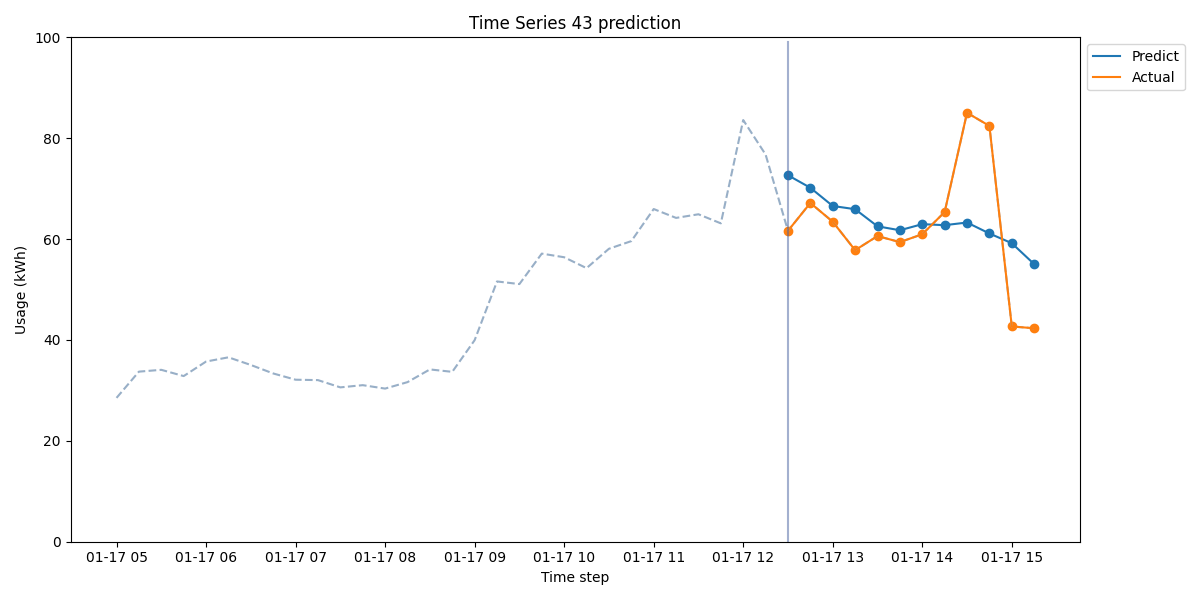 Time Series 43 prediction
Predict
Actual
Usage (kWh)
100
80
60
40
20
0
01-17 05 01-17 06 01-17 07 01-17 08 01-17 09 01-17 10 01-17 11 01-17 12 01-17 13 01-17 14 01-17 15
Time step